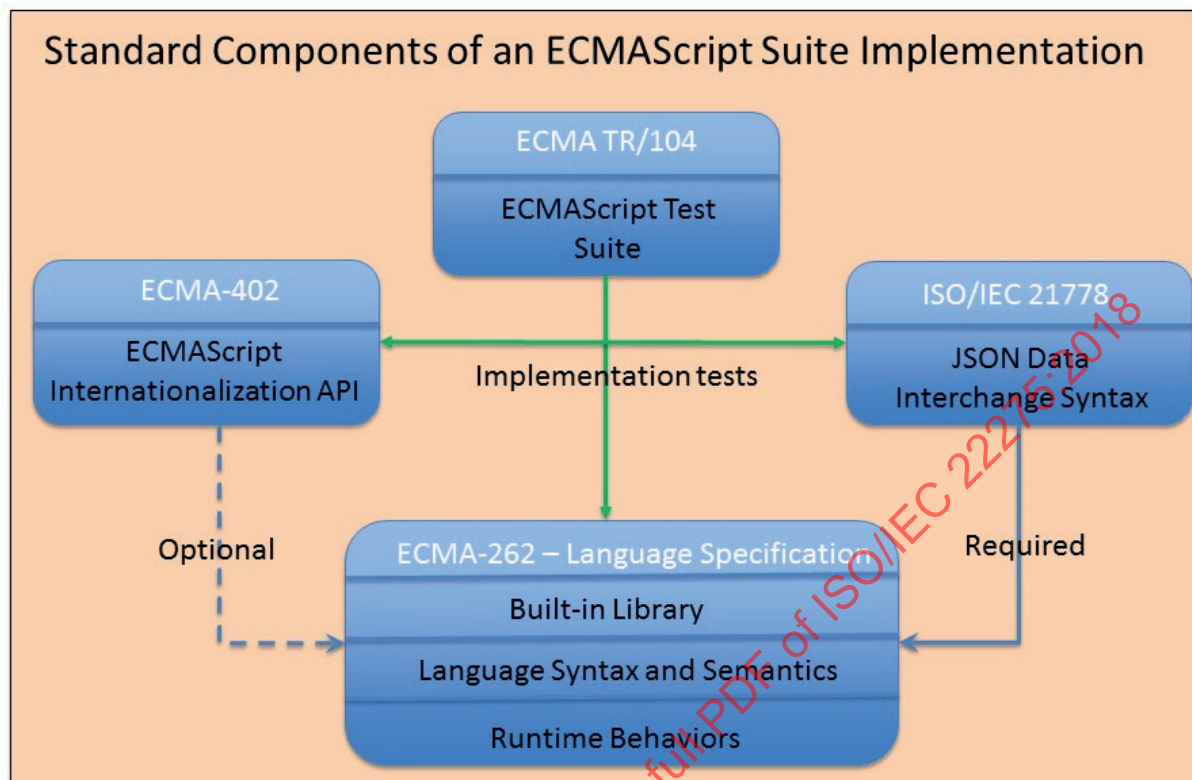 Standard Components of an ECMAScript Suite Implementation
ECMA TR/104
ECMAScript Test
Suite
ECMA-402
ECMAScript
Internationalization API
ISO/IEC 21778
JSON Data
Interchange Syntax
Implementation tests
Optional
Required
ECMA-262 – Language Specification
Built-in Library
Language Syntax and Semantics
Runtime Behaviors
full PDF of ISO/IEC 22275:2018